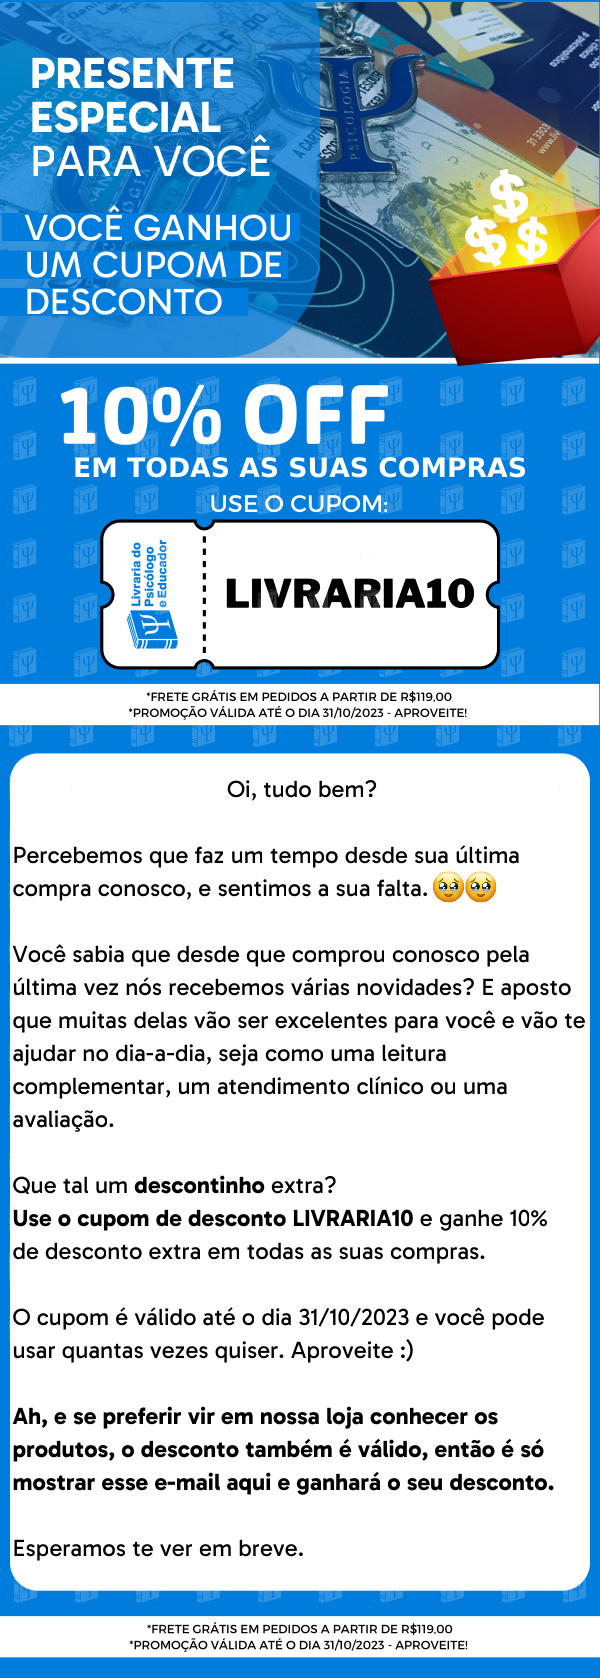 PRESENTE
ESPECIAL
PARA VOCÊ
VOCÊ GANHOU
UM CUPOM DE
DESCONTO
PSICOLOGIA
10% OFF
EM TODAS AS SUAS COMPRAS
USE O CUPOM:
Livraria do
Psicólogo
e Educador
LIVRARIA10
*FRETE GRÁTIS EM PEDIDOS A PARTIR DE R$119,00
*PROMOÇÃO VÁLIDA ATÉ O DIA 31/10/2023 - APROVEITE!
Oi, tudo bem?
Percebemos que faz um tempo desde sua última
compra conosco, e sentimos a sua falta. 🥹🥹
Você sabia que desde que comprou conosco pela
última vez nós recebemos várias novidades? E aposto
que muitas delas vão ser excelentes para você e vão te
ajudar no dia-a-dia, seja como uma leitura
complementar, um atendimento clínico ou uma
avaliação.
Que tal um descontinho extra?
Use o cupom de desconto LIVRARIA10 e ganhe 10%
de desconto extra em todas as suas compras.
O cupom é válido até o dia 31/10/2023 e você pode
usar quantas vezes quiser. Aproveite :)
Ah, e se preferir vir em nossa loja conhecer os
produtos, o desconto também é válido, então é só
mostrar esse e-mail aqui e ganhará o seu desconto.
Esperamos te ver em breve.
*FRETE GRÁTIS EM PEDIDOS A PARTIR DE R$119,00
*PROMOÇÃO VÁLIDA ATÉ O DIA 31/10/2023 - APROVEITE!